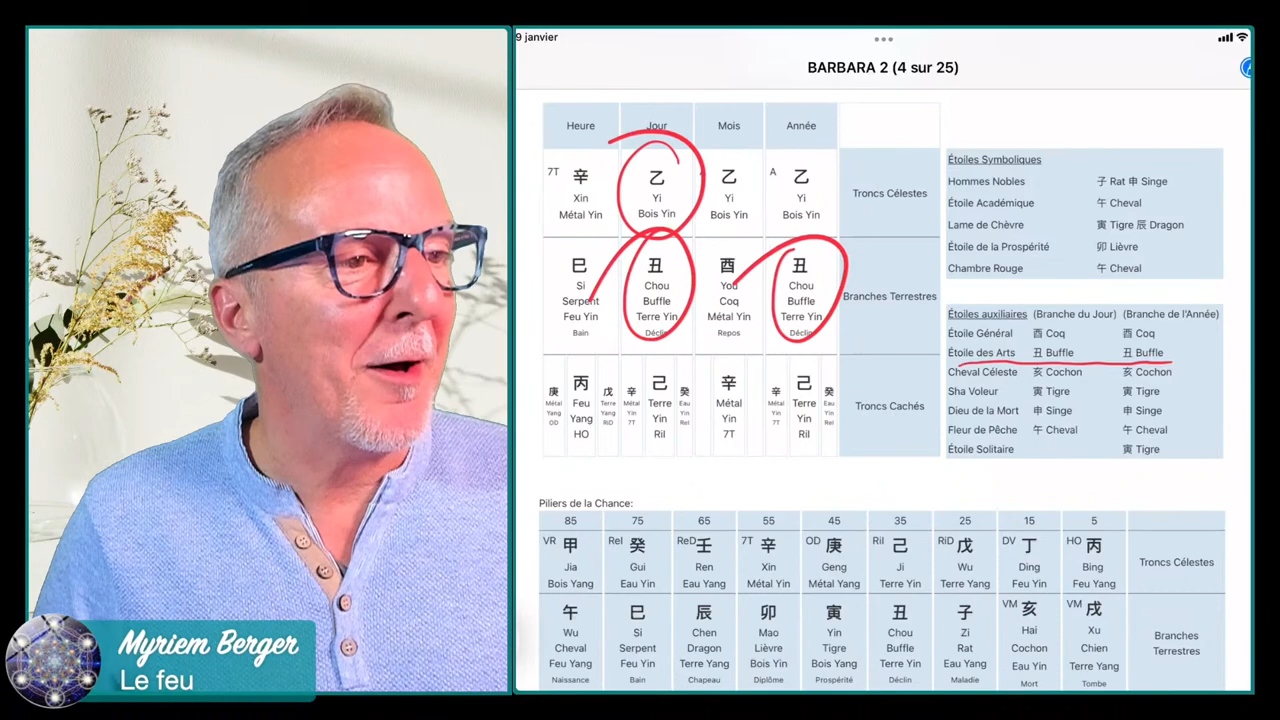 9 janvier
BARBARA 2 (4 sur 25)
Heure Jour Mois Année
7T 辛 乙 乙 A 乙
Xin Yi Yi Yi Troncs Célestes
Métal Yin Bois Yin Bois Yin Bois Yin
巳 丑 酉 丑
Si Chou You Chou
Serpent Buffle Coq Buffle Branches Terrestres
Feu Yin Terre Yin Métal Yin Terre Yin
Bain Déclin Repos Déclin
庚 丙 戊 辛 己 癸 辛 辛 己 癸
Métal Yang OD Feu Yang HO Terre Yang RiD Métal Yin 7T Terre Yin RiI Eau Yin ReI Métal Yin 7T Métal Yin 7T Terre Yin RiI Eau Yin ReI Troncs Cachés
Étoiles Symboliques
Hommes Nobles 子 Rat 申 Singe
Étoile Académique 午 Cheval
Lame de Chèvre 寅 Tigre 辰 Dragon
Étoile de la Prospérité 卯 Lièvre
Chambre Rouge 午 Cheval
Étoiles auxiliaires (Branche du Jour) (Branche de l'Année)
Étoile Général 酉 Coq 酉 Coq
Étoile des Arts 丑 Buffle 丑 Buffle
Cheval Céleste 亥 Cochon 亥 Cochon
Sha Voleur 寅 Tigre 寅 Tigre
Dieu de la Mort 申 Singe 申 Singe
Fleur de Pêche 午 Cheval 午 Cheval
Étoile Solitaire 寅 Tigre
Piliers de la Chance:
85 75 65 55 45 35 25 15 5
VR 甲 ReI 癸 ReD 壬 7T 辛 OD 庚 RiI 己 RiD 戊 DV 丁 HO 丙
Jia Gui Ren Xin Geng Ji Wu Ding Bing Troncs Célestes
Bois Yang Eau Yin Eau Yang Métal Yin Métal Yang Terre Yin Terre Yang Feu Yin Feu Yang
午 巳 辰 卯 寅 丑 子 VM 亥 VM 戌
Wu Si Chen Mao Yin Chou Zi Hai Xu Branches Terrestres
Cheval Serpent Dragon Lièvre Tigre Buffle Rat Cochon Chien
Feu Yang Feu Yin Terre Yang Bois Yin Bois Yang Terre Yin Eau Yang Eau Yin Terre Yang
Naissance Bain Chapeau Diplôme Prospérité Déclin Maladie Mort Tombe
Myriem Berger
Le feu